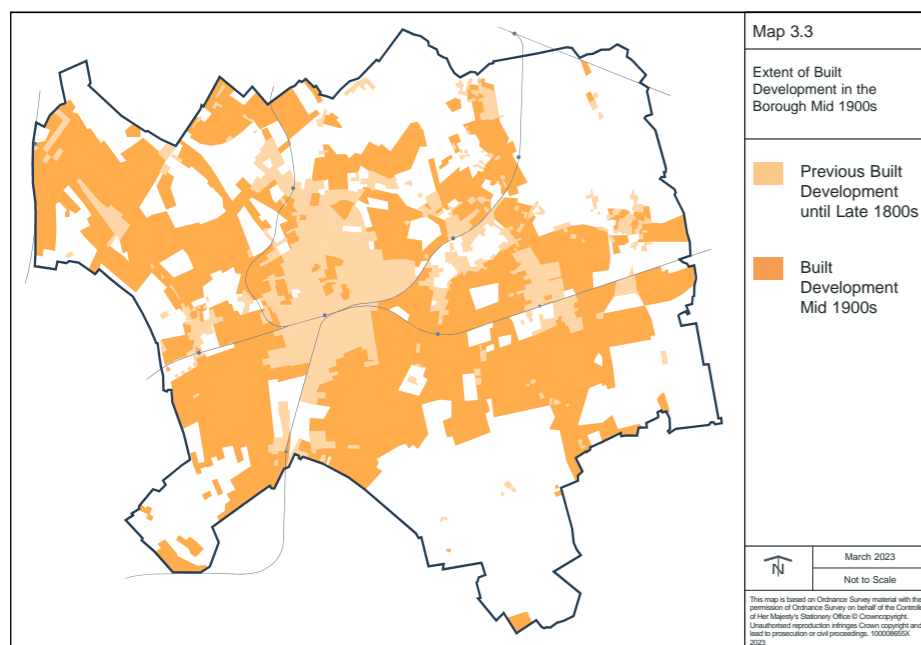 Map 3.3
Extent of Built
Development in the
Borough Mid 1900s
Previous Built
Development
until Late 1800s
Built
Development
Mid 1900s
N
March 2023
Not to Scale
This map is based on Ordnance Survey material with the
permission of Ordnance Survey on behalf of the Controlle
of Her Majesty's Stationery Office © Crowncopyright.
Unauthorised reproduction infringes Crown copyright and
lead to prosecution or civil proceedings. 100008655X
2023